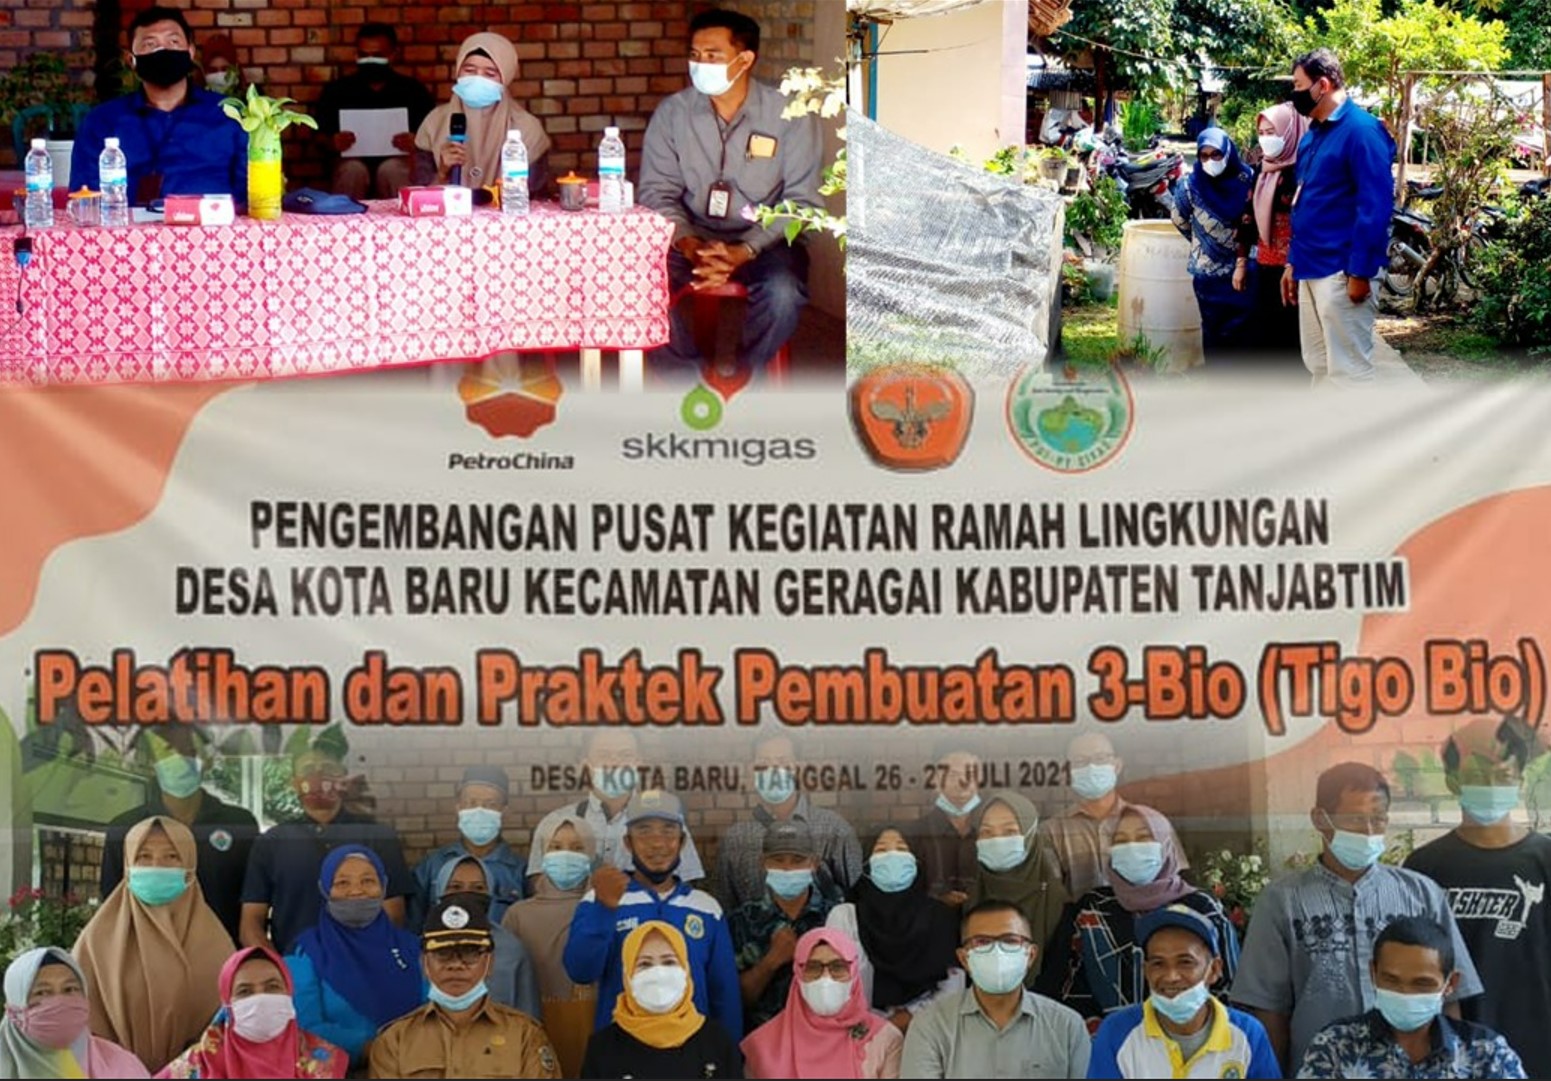 PetroChina
skkmigas
PENGEMBANGAN PUSAT KEGIATAN RAMAH LINGKUNGAN
DESA KOTA BARU KECAMATAN GERAGAI KABUPATEN TANJABTIM
Pelatihan dan Praktek Pembuatan 3-Bio (Tigo Bio)
DESA KOTA BARU, TANGGAL 26 - 27 JULI 2021